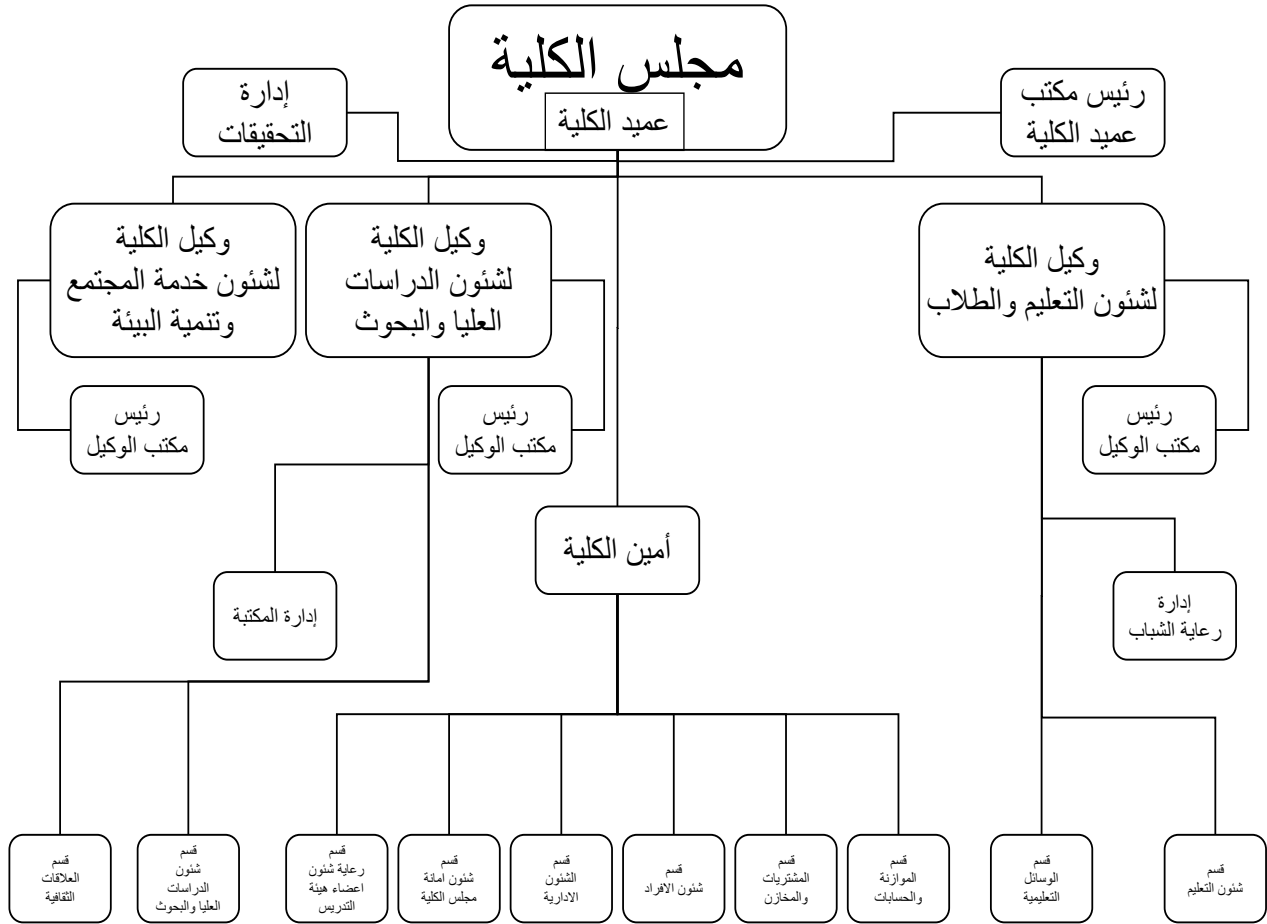 مجلس الكلية
عميد الكلية
رئيس مكتب
عميد الكلية
إدارة
التحقيقات
وكيل الكلية
لشئون التعليم والطلاب
وكيل الكلية
لشئون الدراسات
العليا والبحوث
وكيل الكلية
لشئون خدمة المجتمع
وتنمية البيئة
رئيس
مكتب الوكيل
رئيس
مكتب الوكيل
رئيس
مكتب الوكيل
أمين الكلية
إدارة
رعاية الشباب
إدارة المكتبة
قسم
شئون التعليم
قسم
الوسائل
التعليمية
قسم
الموازنة
والحسابات
قسم
المشتريات
والمخازن
قسم
شئون الافراد
قسم
الشئون
الادارية
قسم
شئون امانة
مجلس الكلية
قسم
رعاية شئون
اعضاء هيئة
التدريس
قسم
شئون
الدراسات
العليا والبحوث
قسم
العلاقات
الثقافية